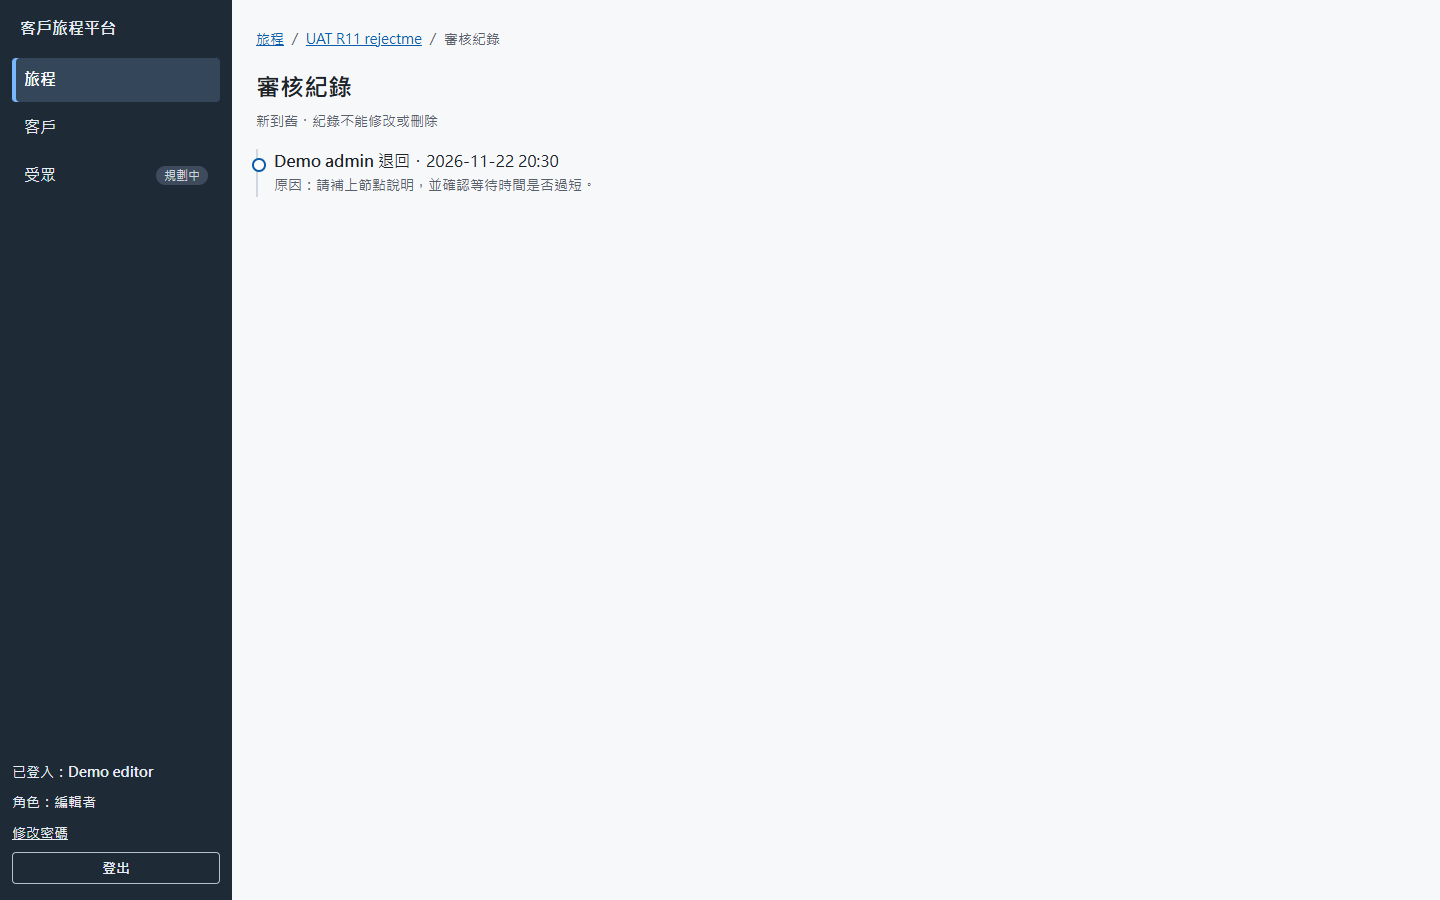 客戶旅程平台
旅程
客戶
受眾 規劃中
已登入：Demo editor
角色：編輯者
修改密碼
登出
旅程 / UAT R11 rejectme / 審核紀錄
審核紀錄
新到舊・紀錄不能修改或刪除
Demo admin 退回・2026-11-22 20:30
原因：請補上節點說明，並確認等待時間是否過短。